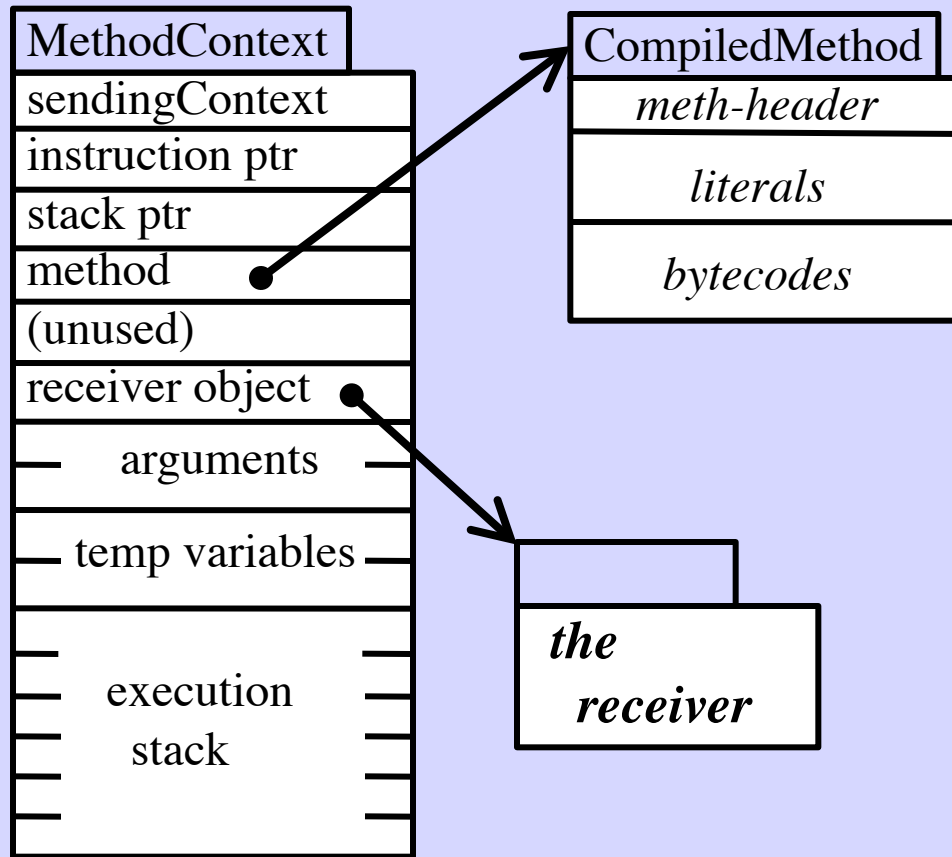 MethodContext
sendingContext
instruction ptr
stack ptr
method
(unused)
receiver object
arguments
temp variables
execution
stack
CompiledMethod
meth-header
literals
bytecodes
the
receiver